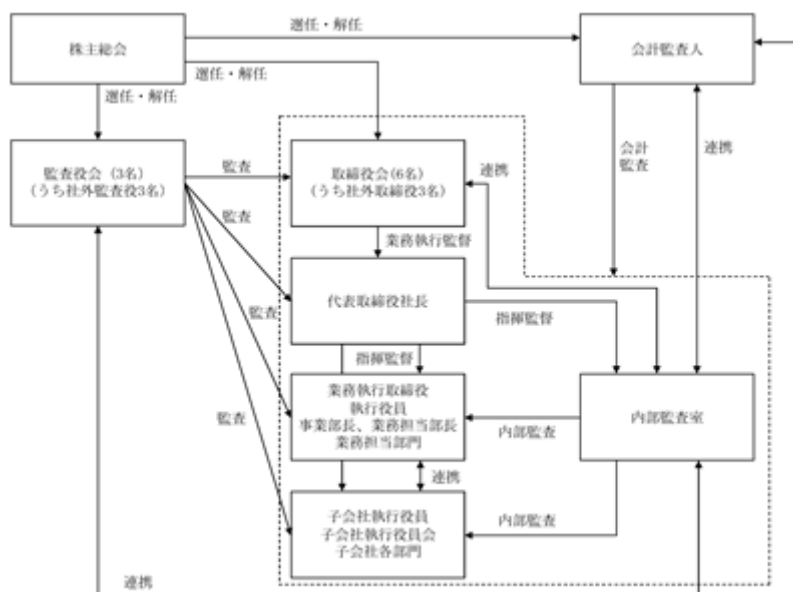 選任・解任
株主総会
会計監査人
選任・解任
選任・解任
監査役会 (3名)
(うち社外監査役3名)
監査
取締役会(6名)
(うち社外取締役3名)
連携
会計
監査
連携
監査
業務執行監督
代表取締役社長
監査
指揮監督
指揮監督
業務執行取締役
執行役員
事業部長、業務担当部長
業務担当部門
内部監査
内部監査室
監査
連携
子会社執行役員
子会社執行役員会
子会社各部門
内部監査
連携